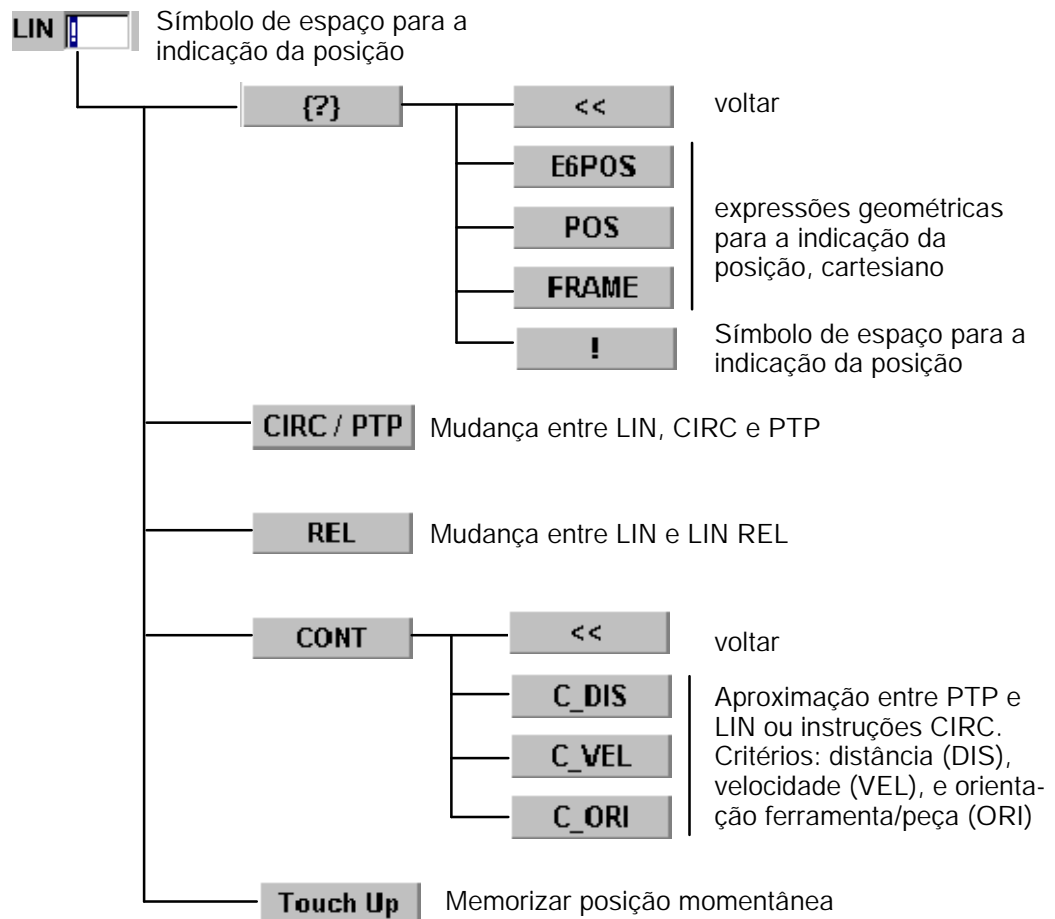 LIN !
Símbolo de espaço para a
indicação da posição
{?}
<<
voltar
E6POS
POS
FRAME
expressões geométricas
para a indicação da
posição, cartesiano
!
Símbolo de espaço para a
indicação da posição
CIRC / PTP
Mudança entre LIN, CIRC e PTP
REL
Mudança entre LIN e LIN REL
CONT
<<
voltar
C_DIS
C_VEL
C_ORI
Aproximação entre PTP e
LIN ou instruções CIRC.
Critérios: distância (DIS),
velocidade (VEL), e orienta-
ção ferramenta/peça (ORI)
Touch Up
Memorizar posição momentânea